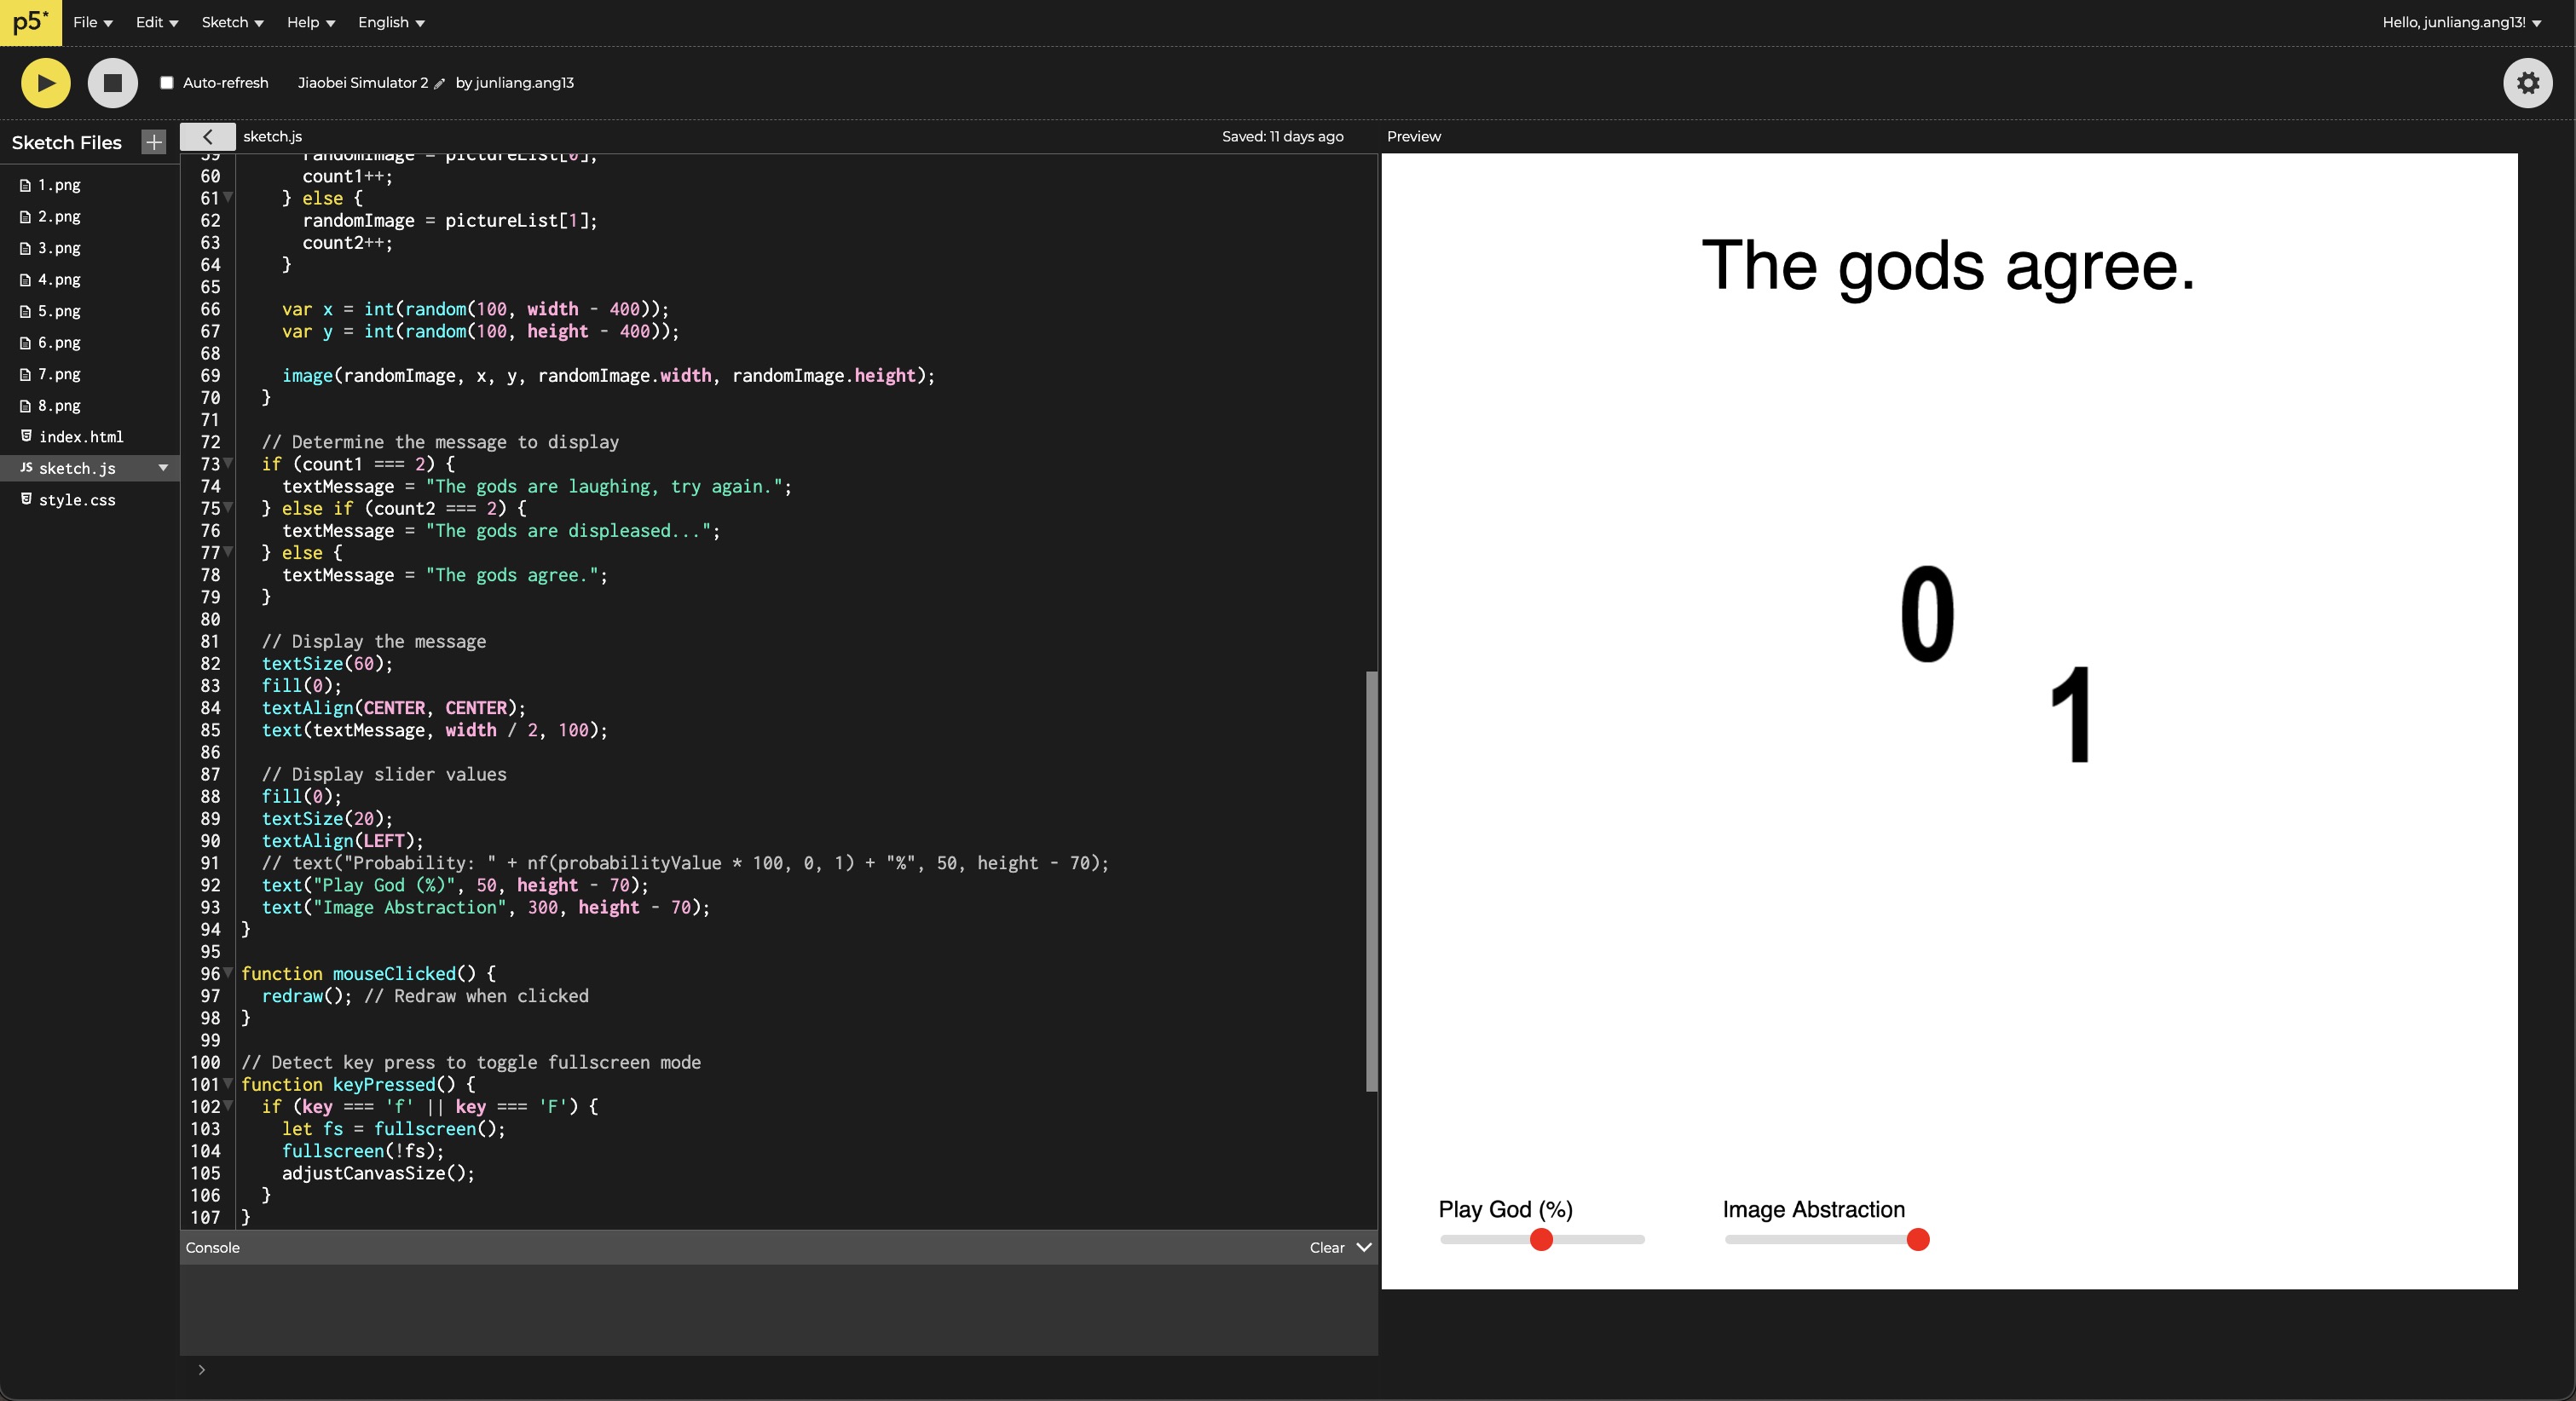 p5* File Edit Sketch Help English Hello, junliang.ang13!
Auto-refresh Jiaobei Simulator 2 by junliang.ang13
Sketch Files
1.png
2.png
3.png
4.png
5.png
6.png
7.png
8.png
index.html
JS sketch.js
style.css
sketch.js Saved: 11 days ago
59 randomImage = pictureList[0];
60 count1++;
61 } else {
62 randomImage = pictureList[1];
63 count2++;
64 }
65
66 var x = int(random(100, width - 400));
67 var y = int(random(100, height - 400));
68
69 image(randomImage, x, y, randomImage.width, randomImage.height);
70 }
71
72 // Determine the message to display
73 if (count1 === 2) {
74 textMessage = "The gods are laughing, try again.";
75 } else if (count2 === 2) {
76 textMessage = "The gods are displeased...";
77 } else {
78 textMessage = "The gods agree.";
79 }
80
81 // Display the message
82 textSize(60);
83 fill(0);
84 textAlign(CENTER, CENTER);
85 text(textMessage, width / 2, 100);
86
87 // Display slider values
88 fill(0);
89 textSize(20);
90 textAlign(LEFT);
91 // text("Probability: " + nf(probabilityValue * 100, 0, 1) + "%", 50, height - 70);
92 text("Play God (%)", 50, height - 70);
93 text("Image Abstraction", 300, height - 70);
94 }
95
96 function mouseClicked() {
97 redraw(); // Redraw when clicked
98 }
99
100 // Detect key press to toggle fullscreen mode
101 function keyPressed() {
102 if (key === 'f' || key === 'F') {
103 let fs = fullscreen();
104 fullscreen(!fs);
105 adjustCanvasSize();
106 }
107 }
Console Clear
>
Preview
The gods agree.
0
1
Play God (%) Image Abstraction